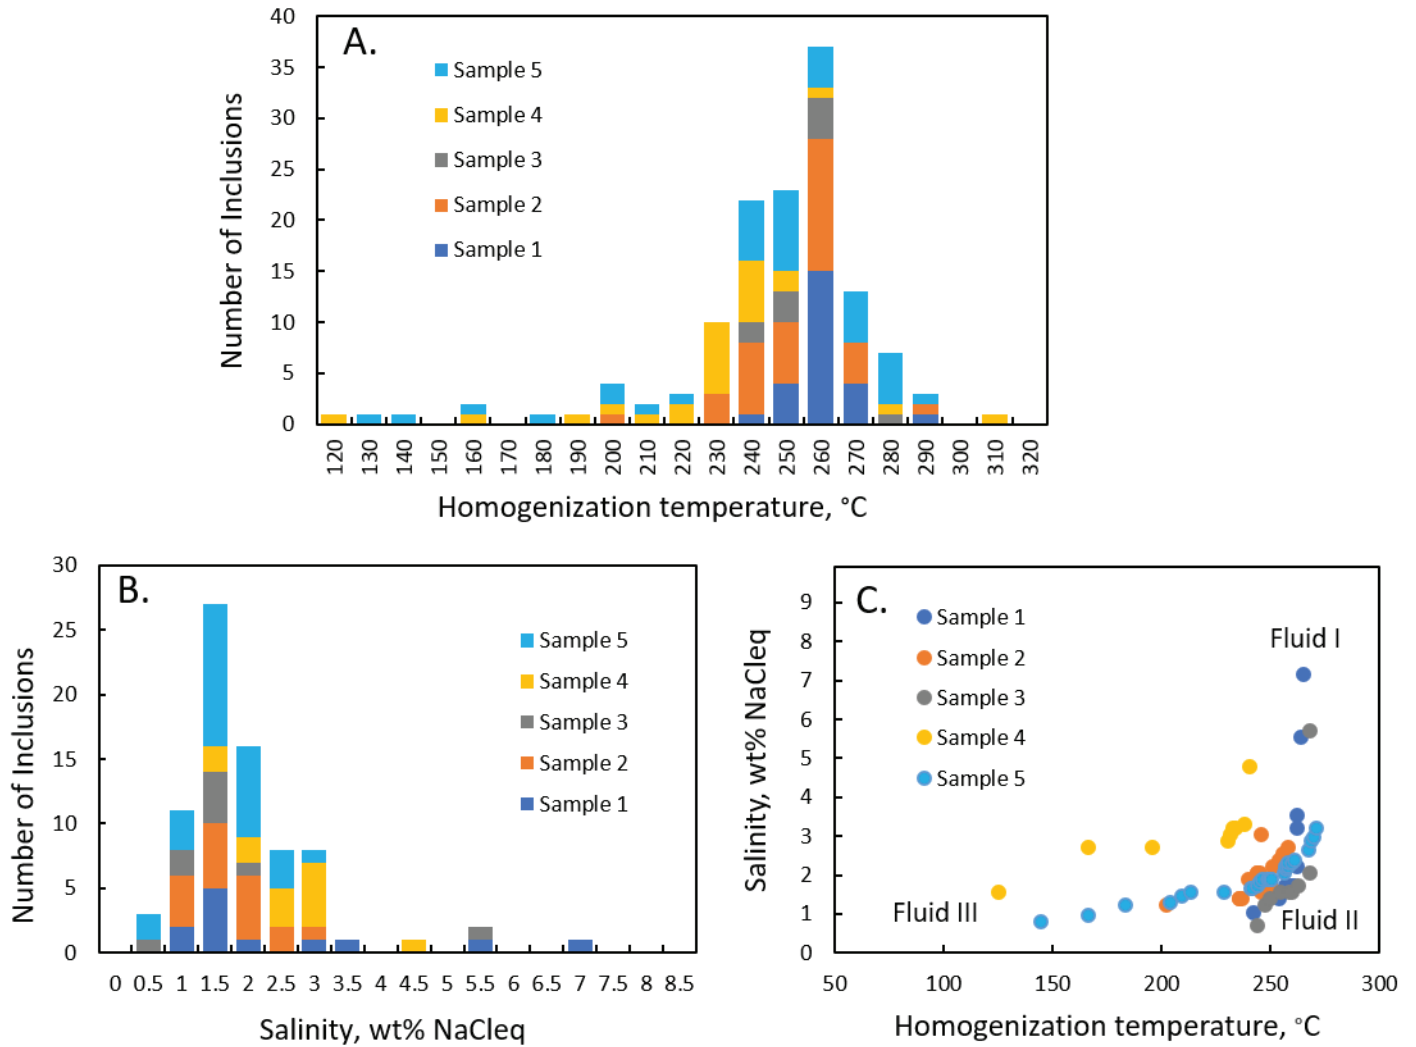 A.
Number of Inclusions
40
35
30
25
20
15
10
5
0
Sample 5
Sample 4
Sample 3
Sample 2
Sample 1
120 130 140 150 160 170 180 190 200 210 220 230 240 250 260 270 280 290 300 310 320
Homogenization temperature, °C
B.
Number of Inclusions
30
25
20
15
10
5
0
Sample 5
Sample 4
Sample 3
Sample 2
Sample 1
0 0.5 1 1.5 2 2.5 3 3.5 4 4.5 5 5.5 6 6.5 7 7.5 8 8.5
Salinity, wt% NaCleq
C.
Salinity, wt% NaCleq
9
8
7
6
5
4
3
2
1
0
Sample 1
Sample 2
Sample 3
Sample 4
Sample 5
Fluid I
Fluid III
Fluid II
50 100 150 200 250 300
Homogenization temperature, °C